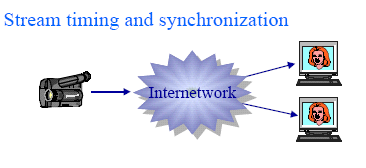 Stream timing and synchronization
Internetwork